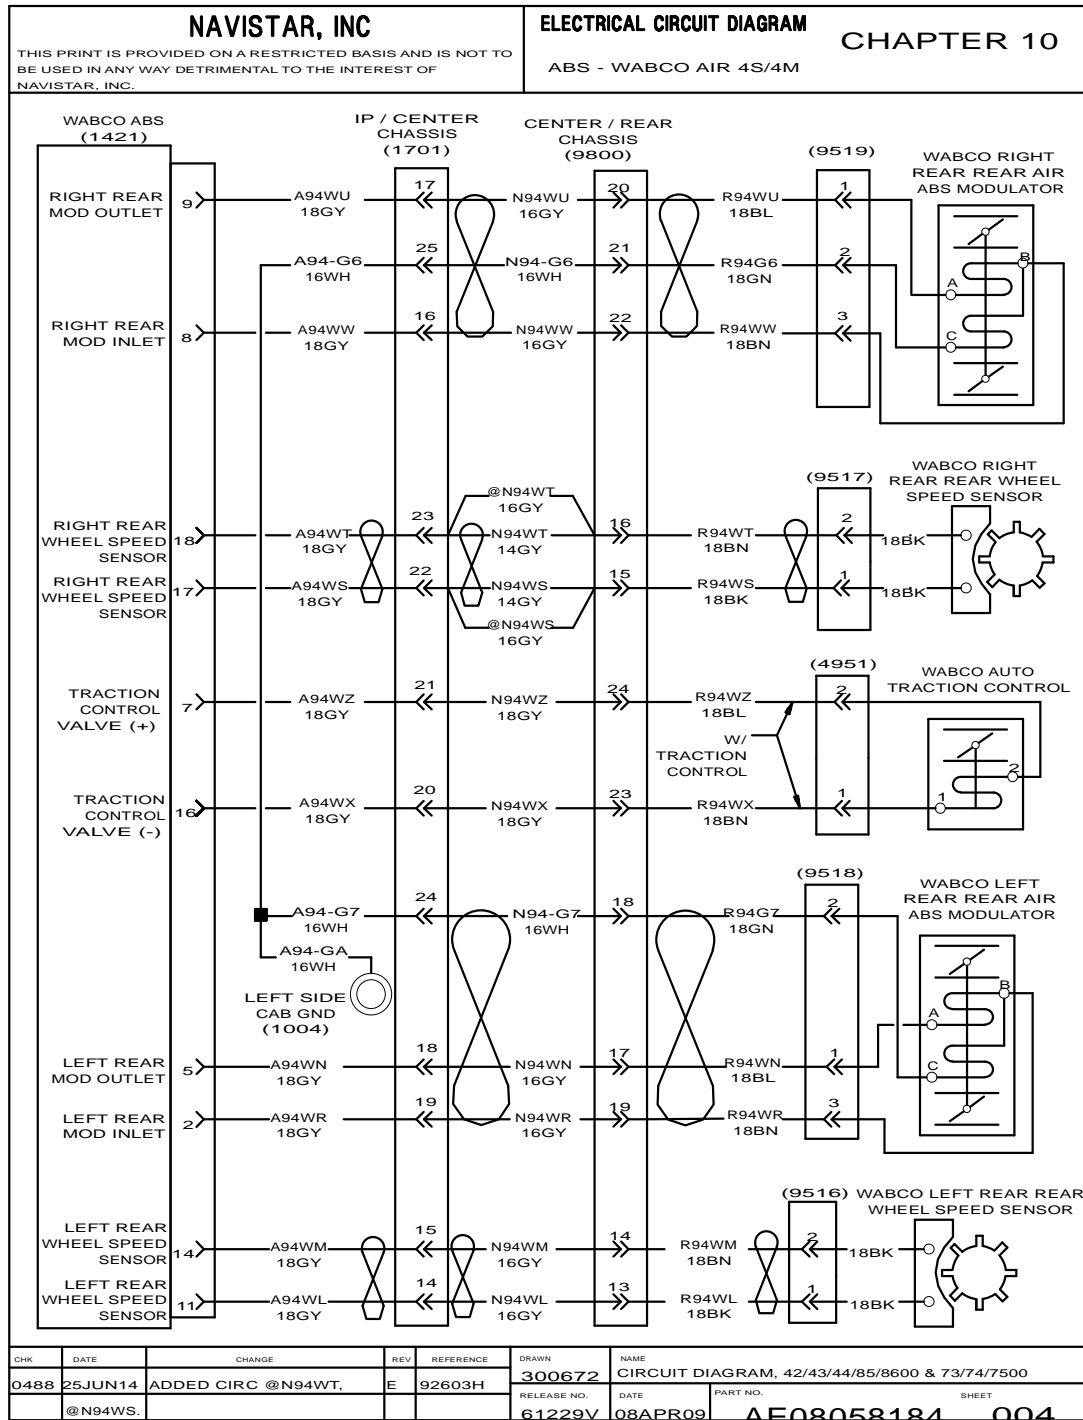 NAVISTAR, INC
THIS PRINT IS PROVIDED ON A RESTRICTED BASIS AND IS NOT TO
BE USED IN ANY WAY DETRIMENTAL TO THE INTEREST OF
NAVISTAR, INC.
ELECTRICAL CIRCUIT DIAGRAM
CHAPTER 10
ABS - WABCO AIR 4S/4M
WABCO ABS
(1421)
IP / CENTER
CHASSIS
(1701)
CENTER / REAR
CHASSIS
(9800)
(9519)
WABCO RIGHT
REAR REAR AIR
ABS MODULATOR
RIGHT REAR
MOD OUTLET
9
A94WU
18GY
17
N94WU
16GY
20
R94WU
18BL
1
A94-G6
16WH
25
N94-G6
16WH
21
R94G6
18GN
2
A
B
C
RIGHT REAR
MOD INLET
8
A94WW
18GY
16
N94WW
16GY
22
R94WW
18BN
3
(9517)
WABCO RIGHT
REAR REAR WHEEL
SPEED SENSOR
@N94WT
16GY
RIGHT REAR
WHEEL SPEED
SENSOR
18
A94WT
18GY
23
N94WT
14GY
16
R94WT
18BN
2
18BK
RIGHT REAR
WHEEL SPEED
SENSOR
17
A94WS
18GY
22
N94WS
14GY
15
R94WS
18BK
1
18BK
@N94WS
16GY
(4951)
WABCO AUTO
TRACTION CONTROL
TRACTION
CONTROL
VALVE (+)
7
A94WZ
18GY
21
N94WZ
18GY
24
R94WZ
18BL
2
W/
TRACTION
CONTROL
2
1
TRACTION
CONTROL
VALVE (-)
16
A94WX
18GY
20
N94WX
18GY
23
R94WX
18BN
1
(9518)
WABCO LEFT
REAR REAR AIR
ABS MODULATOR
A94-G7
16WH
24
N94-G7
16WH
18
R94G7
18GN
2
A94-GA
16WH
LEFT SIDE
CAB GND
(1004)
B
A
C
LEFT REAR
MOD OUTLET
5
A94WN
18GY
18
N94WN
16GY
17
R94WN
18BL
1
LEFT REAR
MOD INLET
2
A94WR
18GY
19
N94WR
16GY
19
R94WR
18BN
3
(9516)
WABCO LEFT REAR REAR
WHEEL SPEED SENSOR
LEFT REAR
WHEEL SPEED
SENSOR
14
A94WM
18GY
15
N94WM
16GY
14
R94WM
18BN
2
18BK
LEFT REAR
WHEEL SPEED
SENSOR
11
A94WL
18GY
14
N94WL
16GY
13
R94WL
18BK
1
18BK
CHK DATE CHANGE REV REFERENCE
0488 25JUN14 ADDED CIRC @N94WT, E 92603H
@N94WS.
DRAWN
300672
NAME
CIRCUIT DIAGRAM, 42/43/44/85/8600 & 73/74/7500
RELEASE NO.
61229V
DATE
08APR09
PART NO.
AE08058184
SHEET
004